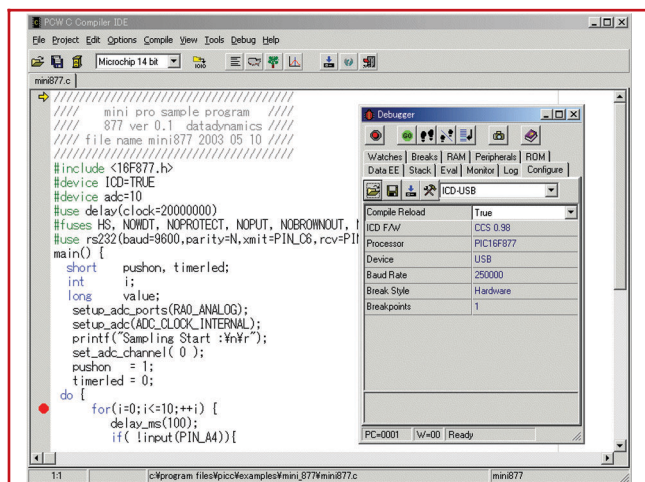 PCW C Compiler IDE
File Project Edit Options Compile View Tools Debug Help
Microchip 14 bit
mini877.c
//////////////////////////////////////
//// mini pro sample program ////
//// 877 ver 0.1 datadynamics ////
//// file name mini877 2003 05 10 ////
//////////////////////////////////////
#include <16F877.h>
#device ICD=TRUE
#device adc=10
#use delay(clock=20000000)
#fuses HS, NOWDT, NOPROTECT, NOPUT, NOBROWNOUT,
#use rs232(baud=9600,parity=N,xmit=PIN_C6,rcv=PI
main() {
short pushon, timerled;
int i;
long value;
setup_adc_ports(RA0_ANALOG);
setup_adc(ADC_CLOCK_INTERNAL);
printf("Sampling Start :¥n¥r");
set_adc_channel( 0 );
pushon = 1;
timerled = 0;
do {
for(i=0;i<=10;++i) {
delay_ms(100);
if( !input(PIN_A4)){
1:1 c:¥program files¥picc¥examples¥mini_877¥mini877.c mini877
Debugger
GO
Watches Breaks RAM Peripherals ROM
Data EE Stack Eval Monitor Log Configure
ICD-USB
Compile Reload True
ICD F/W CCS 0.98
Processor PIC16F877
Device USB
Baud Rate 250000
Break Style Hardware
Breakpoints 1
PC=0001 W=00 Ready